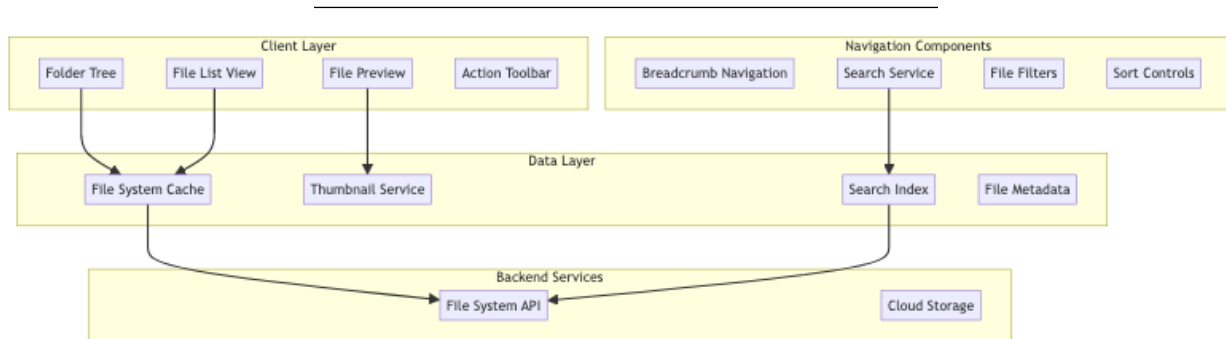 Client Layer
Folder Tree
File List View
File Preview
Action Toolbar
Navigation Components
Breadcrumb Navigation
Search Service
File Filters
Sort Controls
Data Layer
File System Cache
Thumbnail Service
Search Index
File Metadata
Backend Services
File System API
Cloud Storage